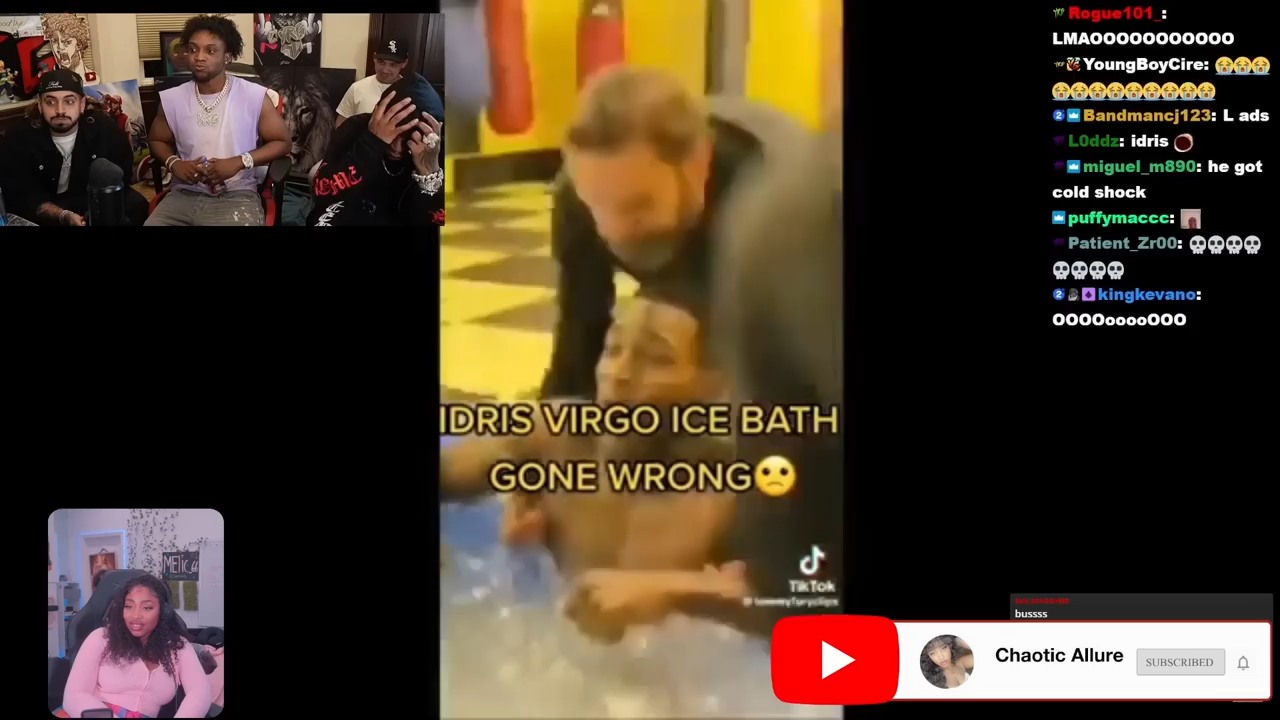 Rogue101_:
LMAOOOOOOOOOOO
YoungBoyCire: 😭😭😭
😭😭😭😭😭😭😭😭😭
Bandmancj123: L ads
L0ddz: idris
miguel_m890: he got
cold shock
puffymaccc:
Patient_Zr00: 💀💀💀💀
💀💀💀💀
kingkevano:
OOOOooooOOO
IDRIS VIRGO ICE BATH
GONE WRONG🙁
TikTok
bussss
Chaotic Allure
SUBSCRIBED